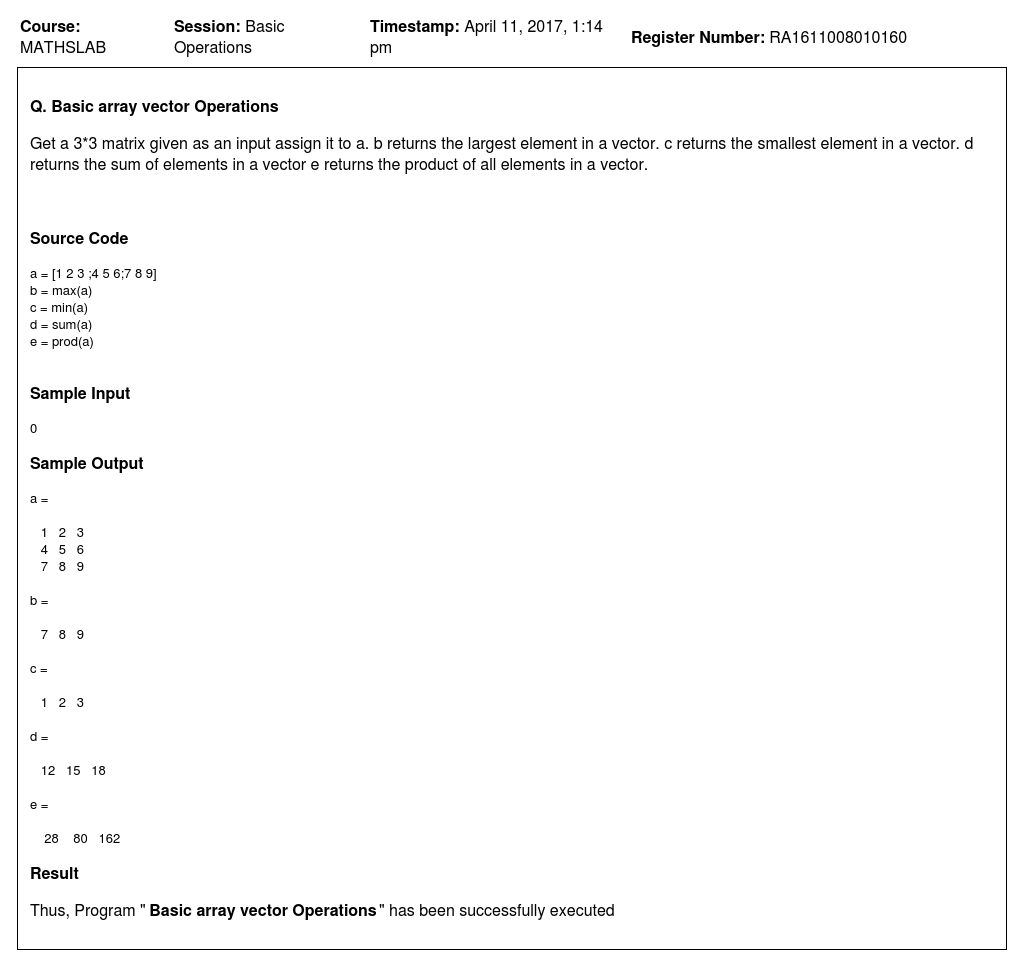 Course: MATHSLAB
Session: Basic Operations
Timestamp: April 11, 2017, 1:14 pm
Register Number: RA1611008010160
Q. Basic array vector Operations
Get a 3*3 matrix given as an input assign it to a. b returns the largest element in a vector. c returns the smallest element in a vector. d
returns the sum of elements in a vector e returns the product of all elements in a vector.
Source Code
a = [1 2 3 ;4 5 6;7 8 9]
b = max(a)
c = min(a)
d = sum(a)
e = prod(a)
Sample Input
0
Sample Output
a =
1 2 3
4 5 6
7 8 9
b =
7 8 9
c =
1 2 3
d =
12 15 18
e =
28 80 162
Result
Thus, Program " Basic array vector Operations" has been successfully executed